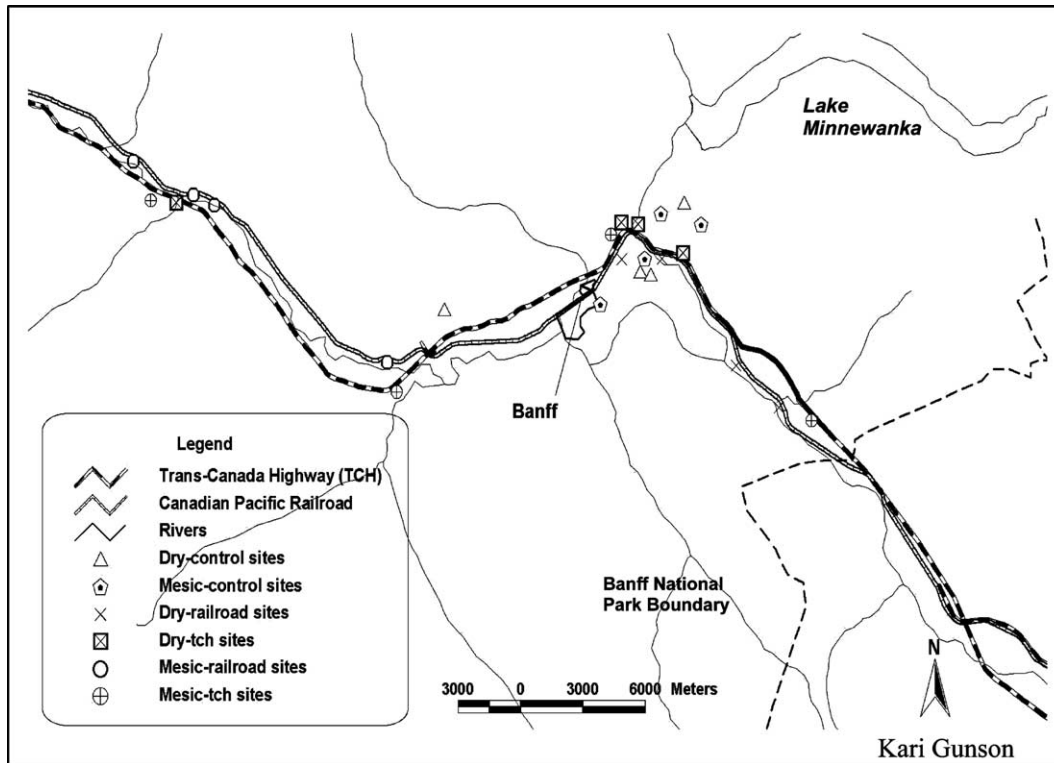 Lake
Minnewanka
Banff
Legend
Trans-Canada Highway (TCH)
Canadian Pacific Railroad
Rivers
Dry-control sites
Mesic-control sites
Dry-railroad sites
Dry-tch sites
Mesic-railroad sites
Mesic-tch sites
Banff National
Park Boundary
3000 0 3000 6000 Meters
N
Kari Gunson